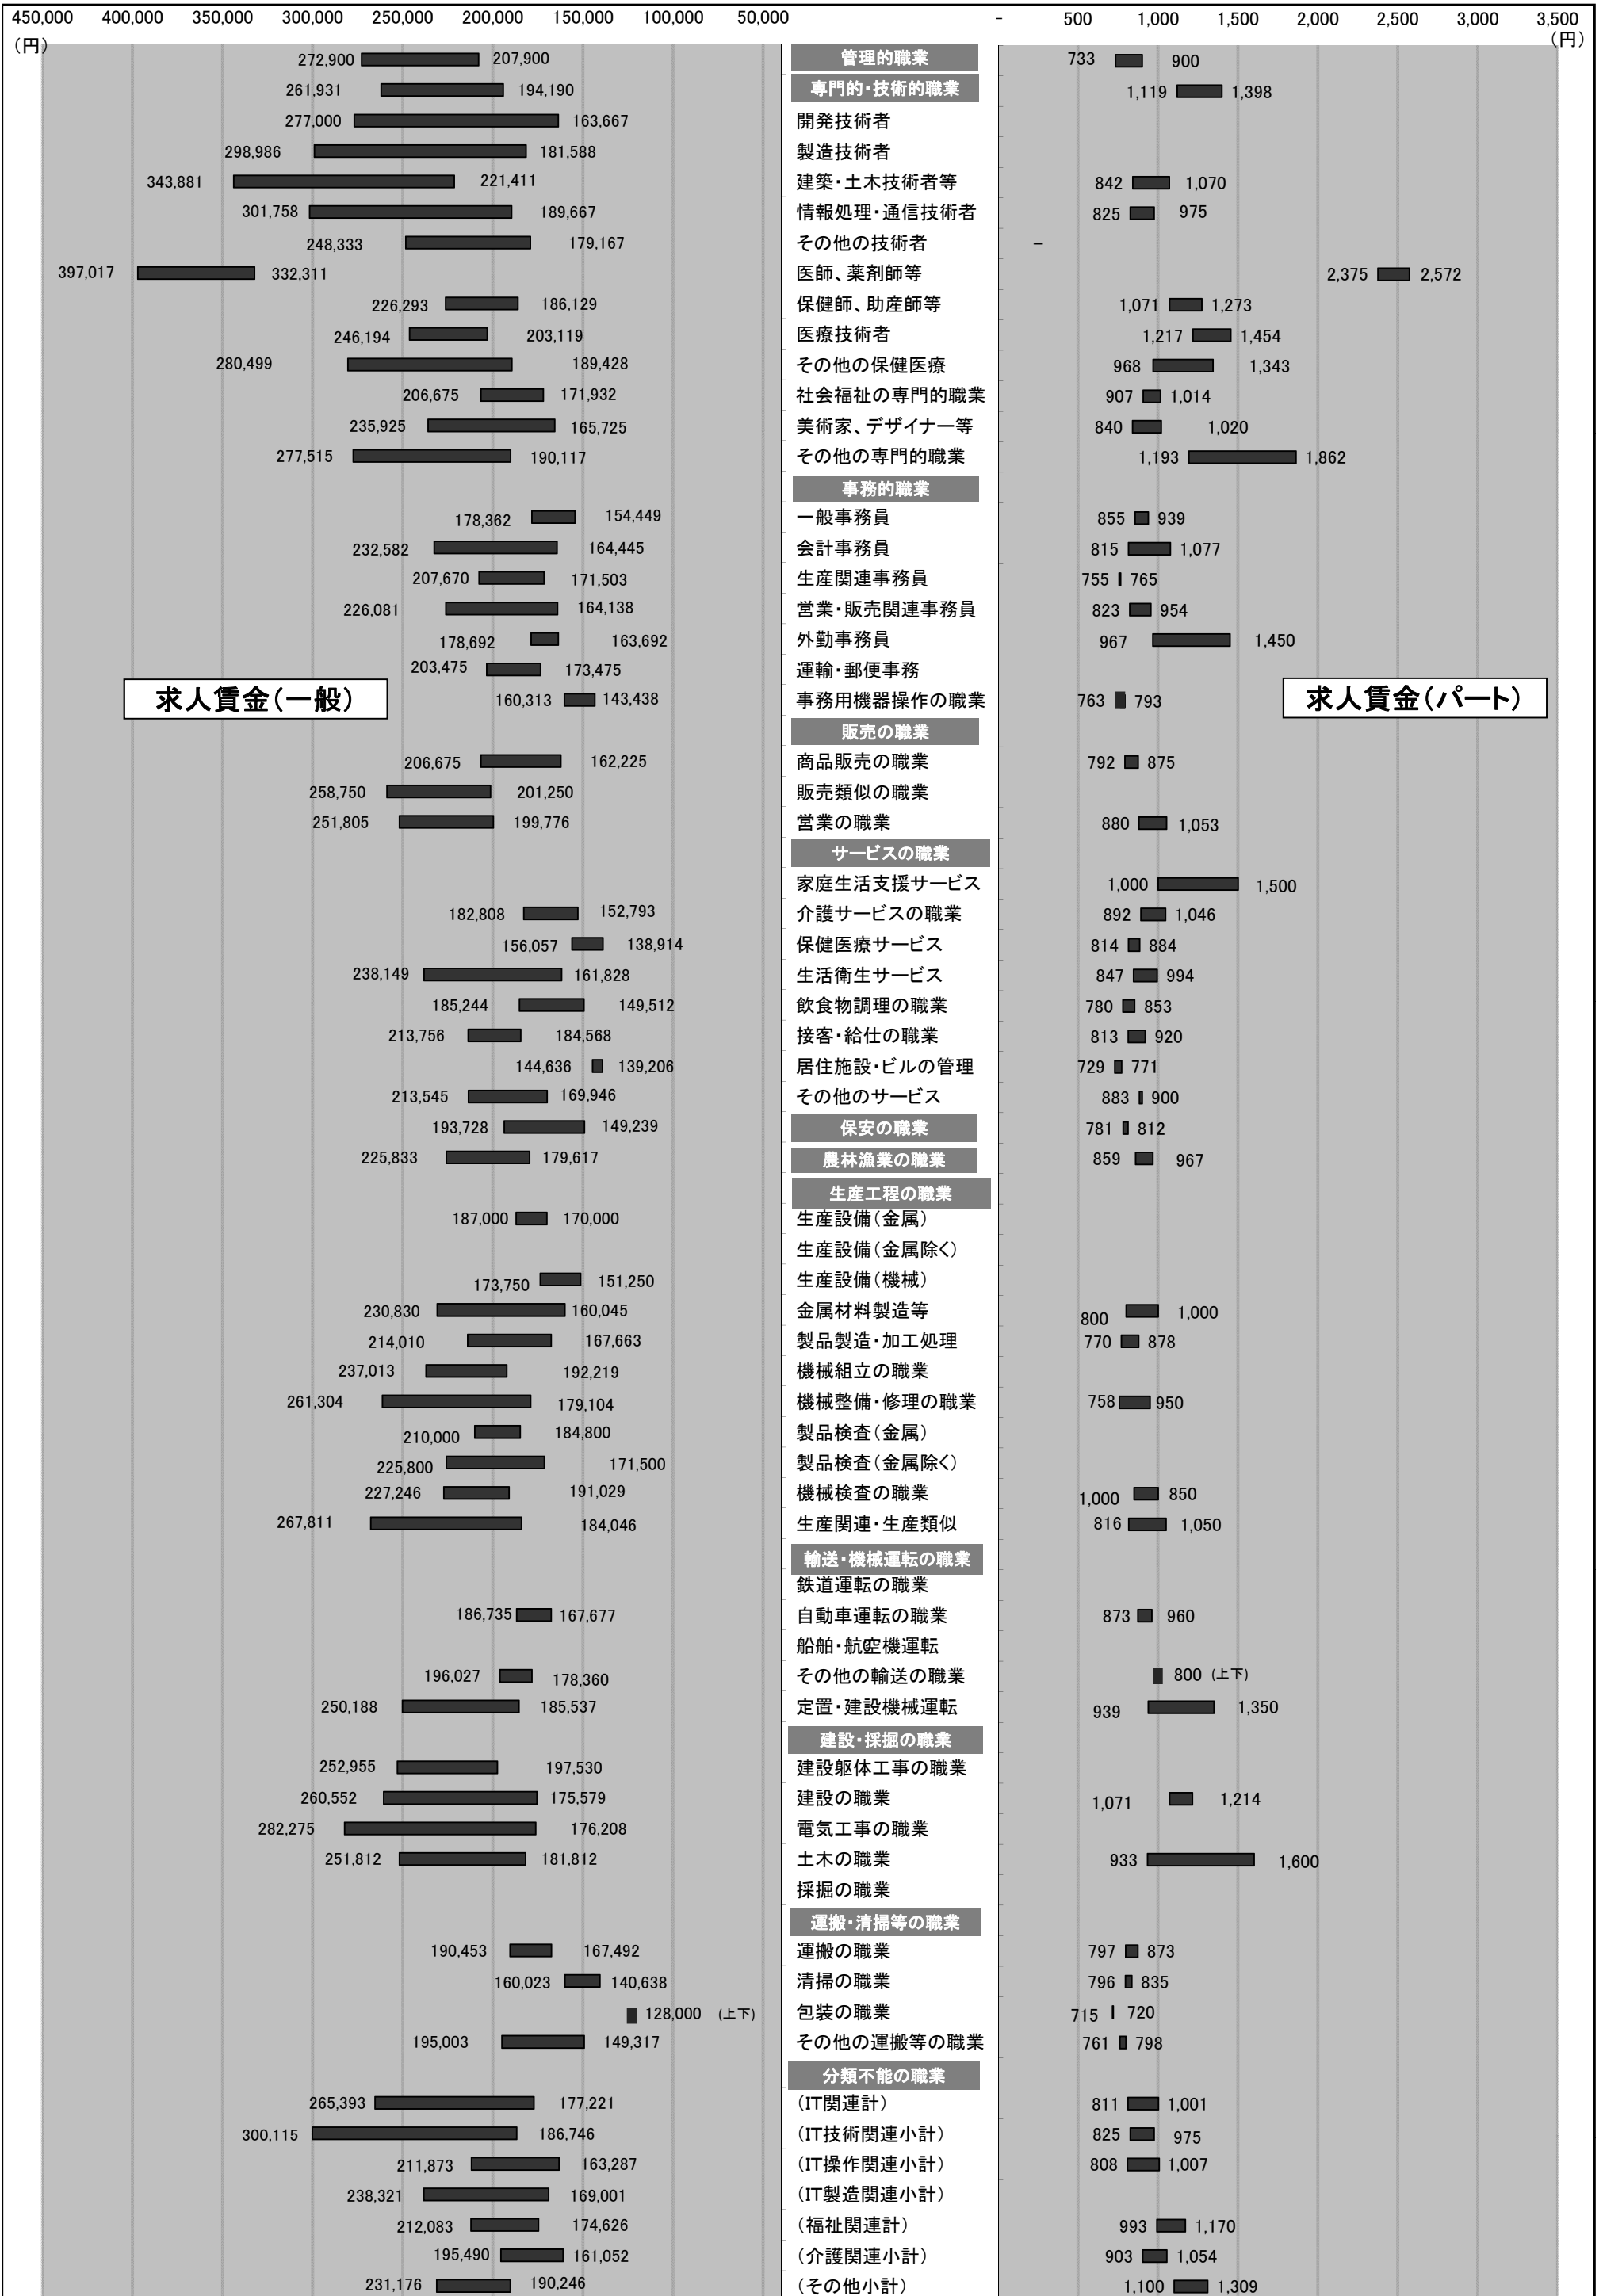 450,000 400,000 350,000 300,000 250,000 200,000 150,000 100,000 50,000 - 500 1,000 1,500 2,000 2,500 3,000 3,500
(円) (円)
272,900 207,900 管理的職業 733 900
261,931 194,190 専門的・技術的職業 1,119 1,398
277,000 163,667 開発技術者
298,986 181,588 製造技術者
343,881 221,411 建築・土木技術者等 842 1,070
301,758 189,667 情報処理・通信技術者 825 975
248,333 179,167 その他の技術者 -
397,017 332,311 医師、薬剤師等 2,375 2,572
226,293 186,129 保健師、助産師等 1,071 1,273
246,194 203,119 医療技術者 1,217 1,454
280,499 189,428 その他の保健医療 968 1,343
206,675 171,932 社会福祉の専門的職業 907 1,014
235,925 165,725 美術家、デザイナー等 840 1,020
277,515 190,117 その他の専門的職業 1,193 1,862
事務的職業
178,362 154,449 一般事務員 855 939
232,582 164,445 会計事務員 815 1,077
207,670 171,503 生産関連事務員 755 765
226,081 164,138 営業・販売関連事務員 823 954
178,692 163,692 外勤事務員 967 1,450
203,475 173,475 運輸・郵便事務
求人賃金(一般) 160,313 143,438 事務用機器操作の職業 763 793 求人賃金(パート)
販売の職業
206,675 162,225 商品販売の職業 792 875
258,750 201,250 販売類似の職業
251,805 199,776 営業の職業 880 1,053
サービスの職業
家庭生活支援サービス 1,000 1,500
182,808 152,793 介護サービスの職業 892 1,046
156,057 138,914 保健医療サービス 814 884
238,149 161,828 生活衛生サービス 847 994
185,244 149,512 飲食物調理の職業 780 853
213,756 184,568 接客・給仕の職業 813 920
144,636 139,206 居住施設・ビルの管理 729 771
213,545 169,946 その他のサービス 883 900
193,728 149,239 保安の職業 781 812
225,833 179,617 農林漁業の職業 859 967
生産工程の職業
187,000 170,000 生産設備(金属)
生産設備(金属除く)
173,750 151,250 生産設備(機械)
230,830 160,045 金属材料製造等 800 1,000
214,010 167,663 製品製造・加工処理 770 878
237,013 192,219 機械組立の職業
261,304 179,104 機械整備・修理の職業 758 950
210,000 184,800 製品検査(金属)
225,800 171,500 製品検査(金属除く)
227,246 191,029 機械検査の職業 1,000 850
267,811 184,046 生産関連・生産類似 816 1,050
輸送・機械運転の職業
鉄道運転の職業
186,735 167,677 自動車運転の職業 873 960
船舶・航空機運転
196,027 178,360 その他の輸送の職業 800 (上下)
250,188 185,537 定置・建設機械運転 939 1,350
建設・採掘の職業
252,955 197,530 建設躯体工事の職業
260,552 175,579 建設の職業 1,071 1,214
282,275 176,208 電気工事の職業
251,812 181,812 土木の職業 933 1,600
採掘の職業
運搬・清掃等の職業
190,453 167,492 運搬の職業 797 873
160,023 140,638 清掃の職業 796 835
128,000 (上下) 包装の職業 715 720
195,003 149,317 その他の運搬等の職業 761 798
分類不能の職業
265,393 177,221 (IT関連計) 811 1,001
300,115 186,746 (IT技術関連小計) 825 975
211,873 163,287 (IT操作関連小計) 808 1,007
238,321 169,001 (IT製造関連小計)
212,083 174,626 (福祉関連計) 993 1,170
195,490 161,052 (介護関連小計) 903 1,054
231,176 190,246 (その他小計) 1,100 1,309